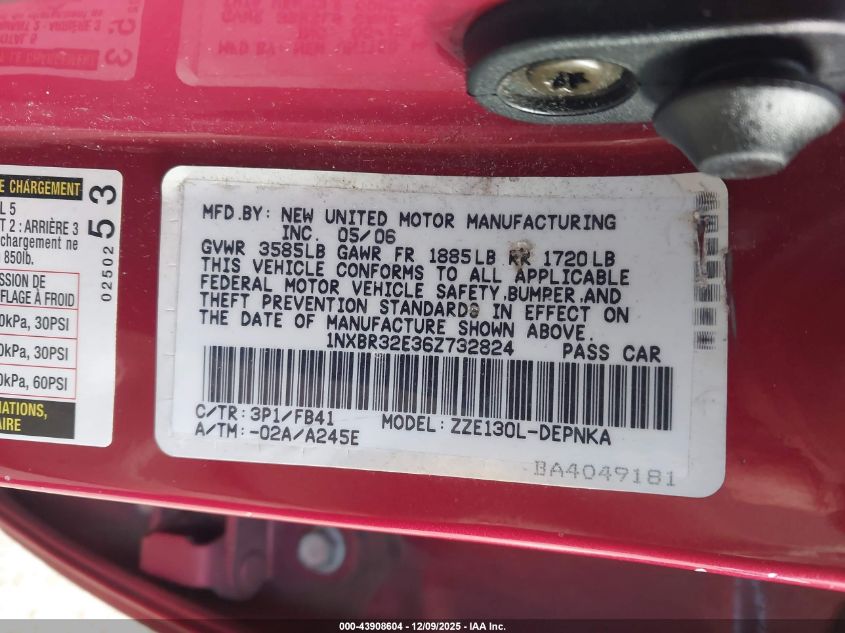 E CHARGEMENT
L 5
T 2 : ARRIÈRE 3
chargement ne
850lb.
02502
53
SSION DE
FLAGE À FROID
0kPa, 30PSI
0kPa, 30PSI
0kPa, 60PSI
MATIONS,
AIRE
MFD.BY: NEW UNITED MOTOR MANUFACTURING
INC. 05/06
GVWR 3585LB GAWR FR 1885LB RR 1720LB
THIS VEHICLE CONFORMS TO ALL APPLICABLE
FEDERAL MOTOR VEHICLE SAFETY,BUMPER,AND
THEFT PREVENTION STANDARDS IN EFFECT ON
THE DATE OF MANUFACTURE SHOWN ABOVE.
1NXBR32E36Z732824 PASS CAR
C/TR: 3P1/FB41 MODEL: ZZE130L-DEPNKA
A/TM: -02A/A245E
BA4049181
000-43908604 | 12/09/2025 - IAA Inc.